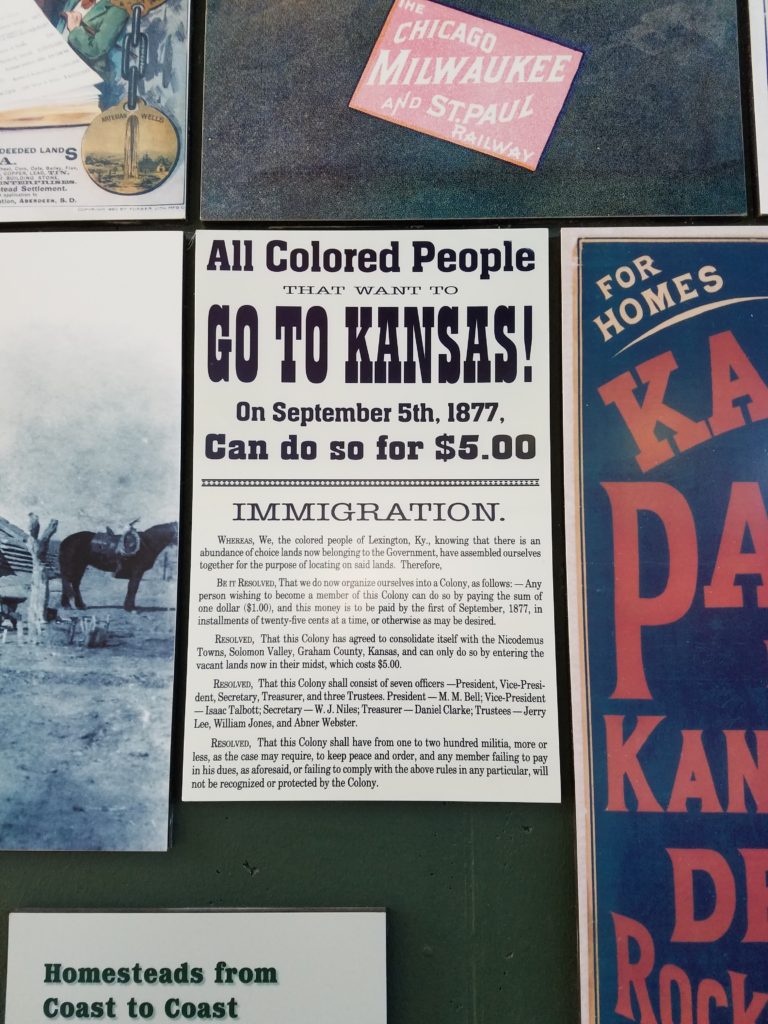 THE
CHICAGO
MILWAUKEE
AND ST. PAUL
RAILWAY
ARTESIAN WELLS
DEEDED LANDS
A.
COPPER, LEAD, TIN,
BUILDING STONE.
ENTERPRISES.
tead Settlement.
application to
tion, ABERDEEN, S. D.
All Colored People
THAT WANT TO
GO TO KANSAS!
On September 5th, 1877,
Can do so for $5.00
IMMIGRATION.
WHEREAS, We, the colored people of Lexington, Ky., knowing that there is an
abundance of choice lands now belonging to the Government, have assembled ourselves
together for the purpose of locating on said lands. Therefore,
BE IT RESOLVED, That we do now organize ourselves into a Colony, as follows: — Any
person wishing to become a member of this Colony can do so by paying the sum of
one dollar ($1.00), and this money is to be paid by the first of September, 1877, in
installments of twenty-five cents at a time, or otherwise as may be desired.
RESOLVED, That this Colony has agreed to consolidate itself with the Nicodemus
Towns, Solomon Valley, Graham County, Kansas, and can only do so by entering the
vacant lands now in their midst, which costs $5.00.
RESOLVED, That this Colony shall consist of seven officers —President, Vice-Presi-
dent, Secretary, Treasurer, and three Trustees. President — M. M. Bell; Vice-President
— Isaac Talbott; Secretary — W. J. Niles; Treasurer — Daniel Clarke; Trustees — Jerry
Lee, William Jones, and Abner Webster.
RESOLVED, That this Colony shall have from one to two hundred militia, more or
less, as the case may require, to keep peace and order, and any member failing to pay
in his dues, as aforesaid, or failing to comply with the above rules in any particular, will
not be recognized or protected by the Colony.
FOR
HOMES
KA
PA
KAN
DE
ROCK
Homesteads from
Coast to Coast